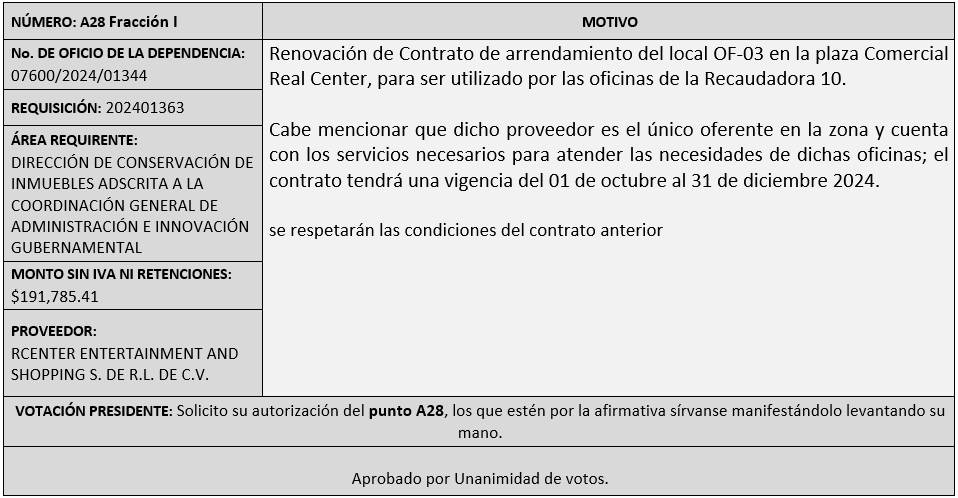 NÚMERO: A28 Fracción I
MOTIVO
No. DE OFICIO DE LA DEPENDENCIA:
07600/2024/01344
REQUISICIÓN: 202401363
ÁREA REQUIRENTE:
DIRECCIÓN DE CONSERVACIÓN DE
INMUEBLES ADSCRITA A LA
COORDINACIÓN GENERAL DE
ADMINISTRACIÓN E INNOVACIÓN
GUBERNAMENTAL
MONTO SIN IVA NI RETENCIONES:
$191,785.41
PROVEEDOR:
RCENTER ENTERTAINMENT AND
SHOPPING S. DE R.L. DE C.V.
Renovación de Contrato de arrendamiento del local OF-03 en la plaza Comercial
Real Center, para ser utilizado por las oficinas de la Recaudadora 10.
Cabe mencionar que dicho proveedor es el único oferente en la zona y cuenta
con los servicios necesarios para atender las necesidades de dichas oficinas; el
contrato tendrá una vigencia del 01 de octubre al 31 de diciembre 2024.
se respetarán las condiciones del contrato anterior
VOTACIÓN PRESIDENTE: Solicito su autorización del punto A28, los que estén por la afirmativa sírvanse manifestándolo levantando su
mano.
Aprobado por Unanimidad de votos.